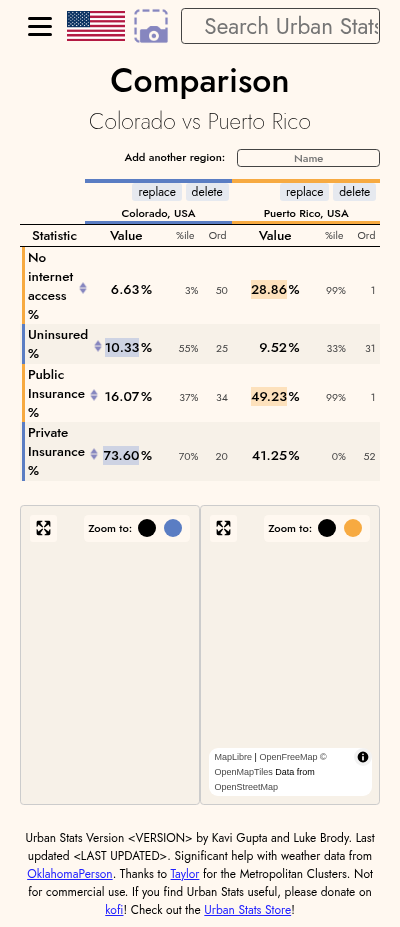 Search Urban Stats
Comparison
Colorado vs Puerto Rico
Add another region: Name
replace delete replace delete
Colorado, USA Puerto Rico, USA
Statistic Value %ile Ord Value %ile Ord
No
internet
access
%
6.63% 3% 50 28.86% 99% 1
Uninsured
%
10.33% 55% 25 9.52% 33% 31
Public
Insurance
%
16.07% 37% 34 49.23% 99% 1
Private
Insurance
%
73.60% 70% 20 41.25% 0% 52
Zoom to: Zoom to:
MapLibre | OpenFreeMap ©
OpenMapTiles Data from
OpenStreetMap
Urban Stats Version <VERSION> by Kavi Gupta and Luke Brody. Last
updated <LAST UPDATED>. Significant help with weather data from
OklahomaPerson. Thanks to Taylor for the Metropolitan Clusters. Not
for commercial use. If you find Urban Stats useful, please donate on
kofi! Check out the Urban Stats Store!